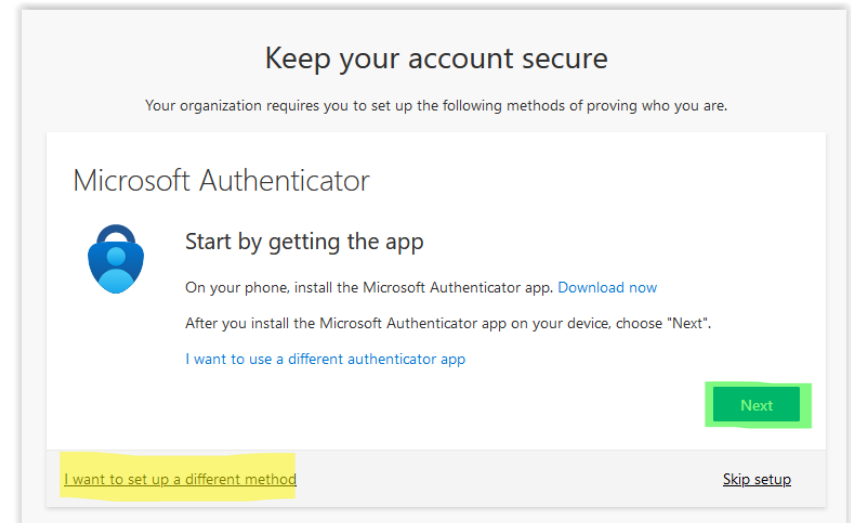 Keep your account secure
Your organization requires you to set up the following methods of proving who you are.
Microsoft Authenticator
Start by getting the app
On your phone, install the Microsoft Authenticator app. Download now
After you install the Microsoft Authenticator app on your device, choose "Next".
I want to use a different authenticator app
Next
I want to set up a different method
Skip setup